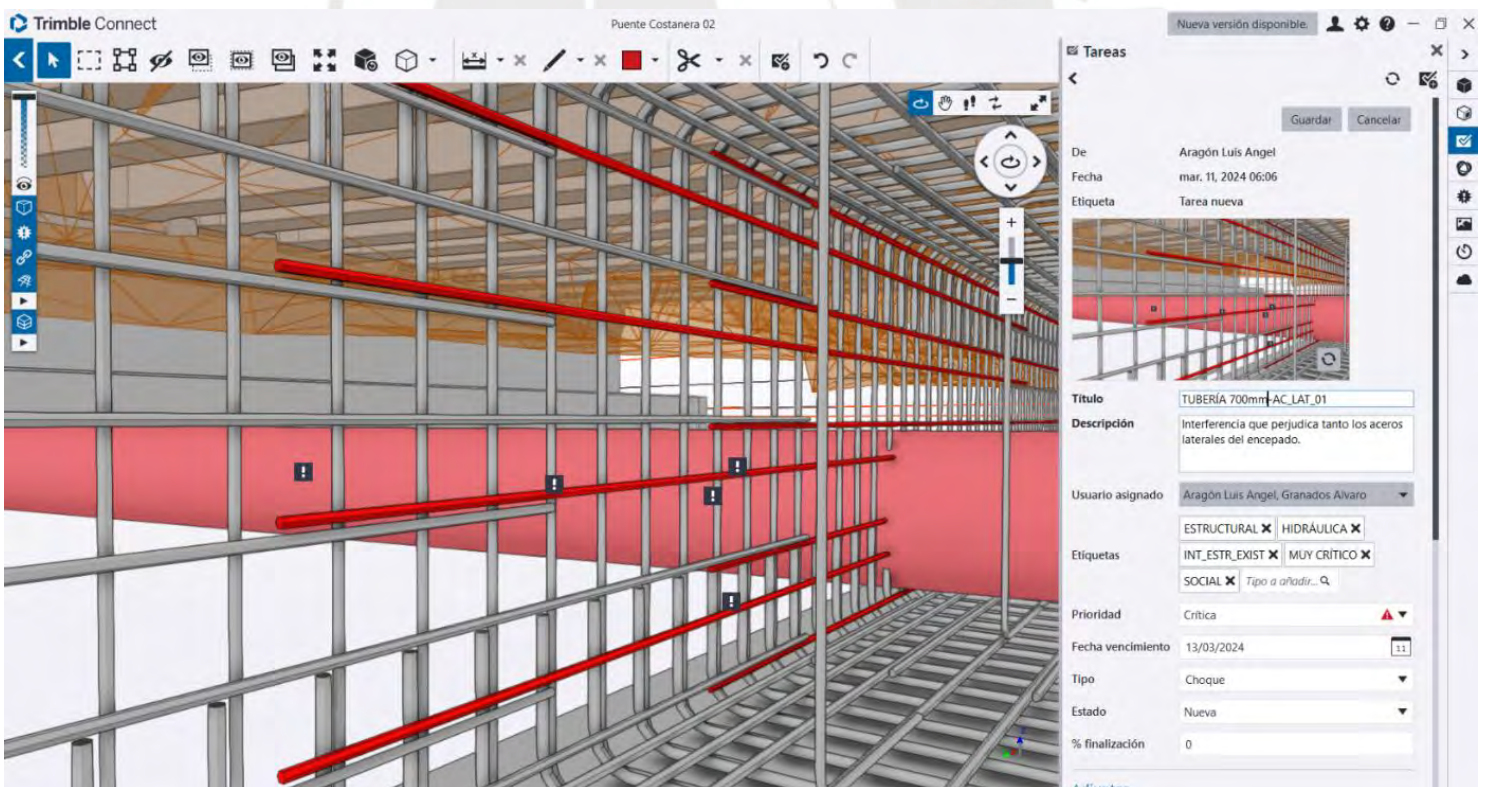 Trimble Connect
Puente Costanera 02
Nueva versión disponible.
Tareas
Guardar Cancelar
De Aragón Luis Angel
Fecha mar. 11, 2024 06:06
Etiqueta Tarea nueva
Título TUBERÍA 700mm-AC_LAT_01
Descripción Interferencia que perjudica tanto los aceros
laterales del encepado.
Usuario asignado Aragón Luis Angel, Granados Alvaro
ESTRUCTURAL HIDRÁULICA
Etiquetas INT_ESTR_EXIST MUY CRÍTICO
SOCIAL Tipo a añadir...
Prioridad Crítica
Fecha vencimiento 13/03/2024 11
Tipo Choque
Estado Nueva
% finalización 0